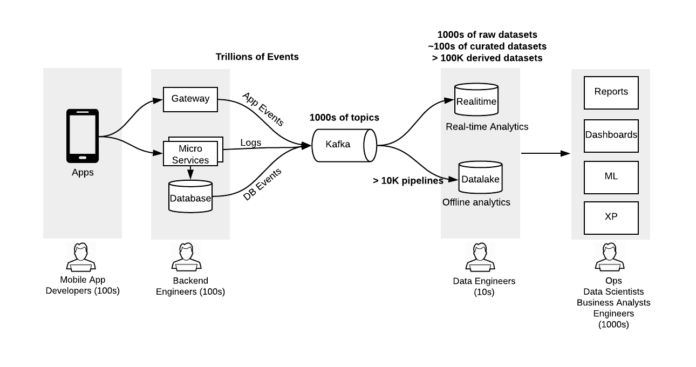 1000s of raw datasets
~100s of curated datasets
> 100K derived datasets
Trillions of Events
Gateway
App Events
Realitime
Reports
1000s of topics
Real-time Analytics
Dashboards
Logs
Kafka
Micro
Services
Apps
> 10K pipelines
Datalake
ML
Database
DB Events
Offline analytics
XP
Mobile App
Developers (100s)
Backend
Engineers (100s)
Data Engineers
(10s)
Ops
Data Scientists
Business Analysts
Engineers
(1000s)